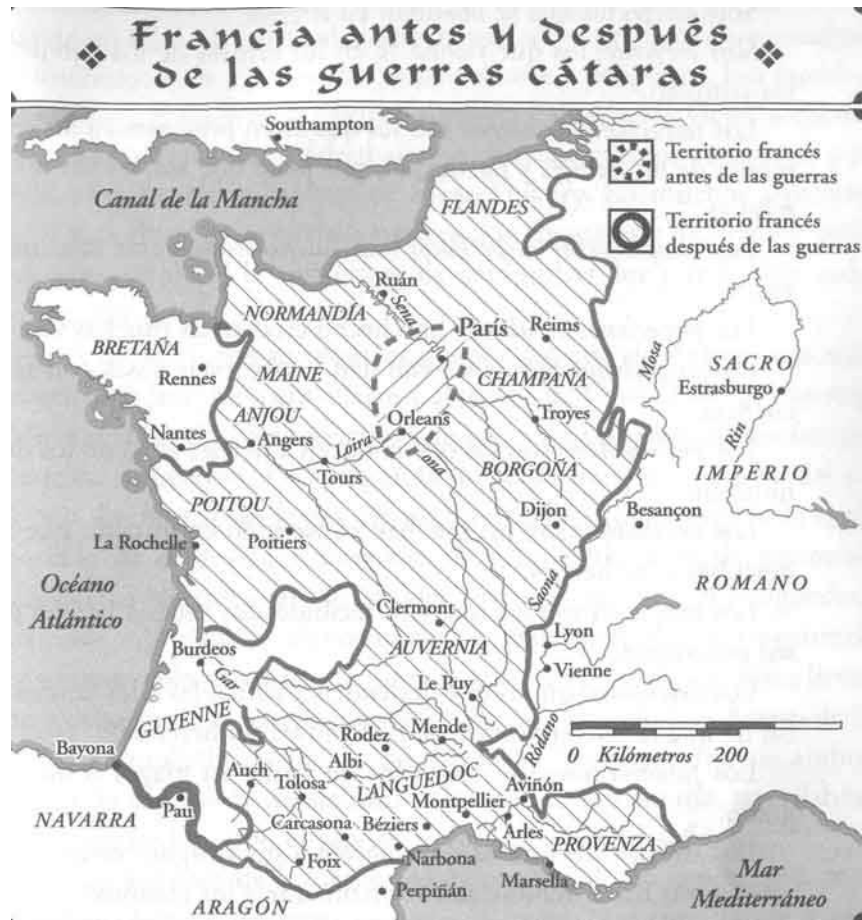 Francia antes y después
de las guerras cátaras
Southampton
Canal de la Mancha
FLANDES
Territorio francés
antes de las guerras
Territorio francés
después de las guerras
Ruán
Sena
NORMANDÍA
París
Reims
Mosa
SACRO
BRETAÑA
Rennes
MAINE
CHAMPAÑA
Estrasburgo
ANJOU
Orleans
Troyes
Nantes
Angers
Loira
Rin
Tours
BORGOÑA
IMPERIO
POITOU
Dijon
Besançon
La Rochelle
Poitiers
Océano
Atlántico
Saona
ROMANO
Clermont
AUVERNIA
Lyon
Burdeos
Vienne
Gar
Le Puy
GUYENNE
Ródano
Rodez
Mende
0 Kilómetros 200
Bayona
Albi
Auch
Tolosa
LANGUEDOC
Aviñón
Pau
Montpellier
NAVARRA
Carcasona
Béziers
Arles
PROVENZA
Foix
Narbona
Marsella
Mar
Mediterráneo
Perpiñán
ARAGÓN